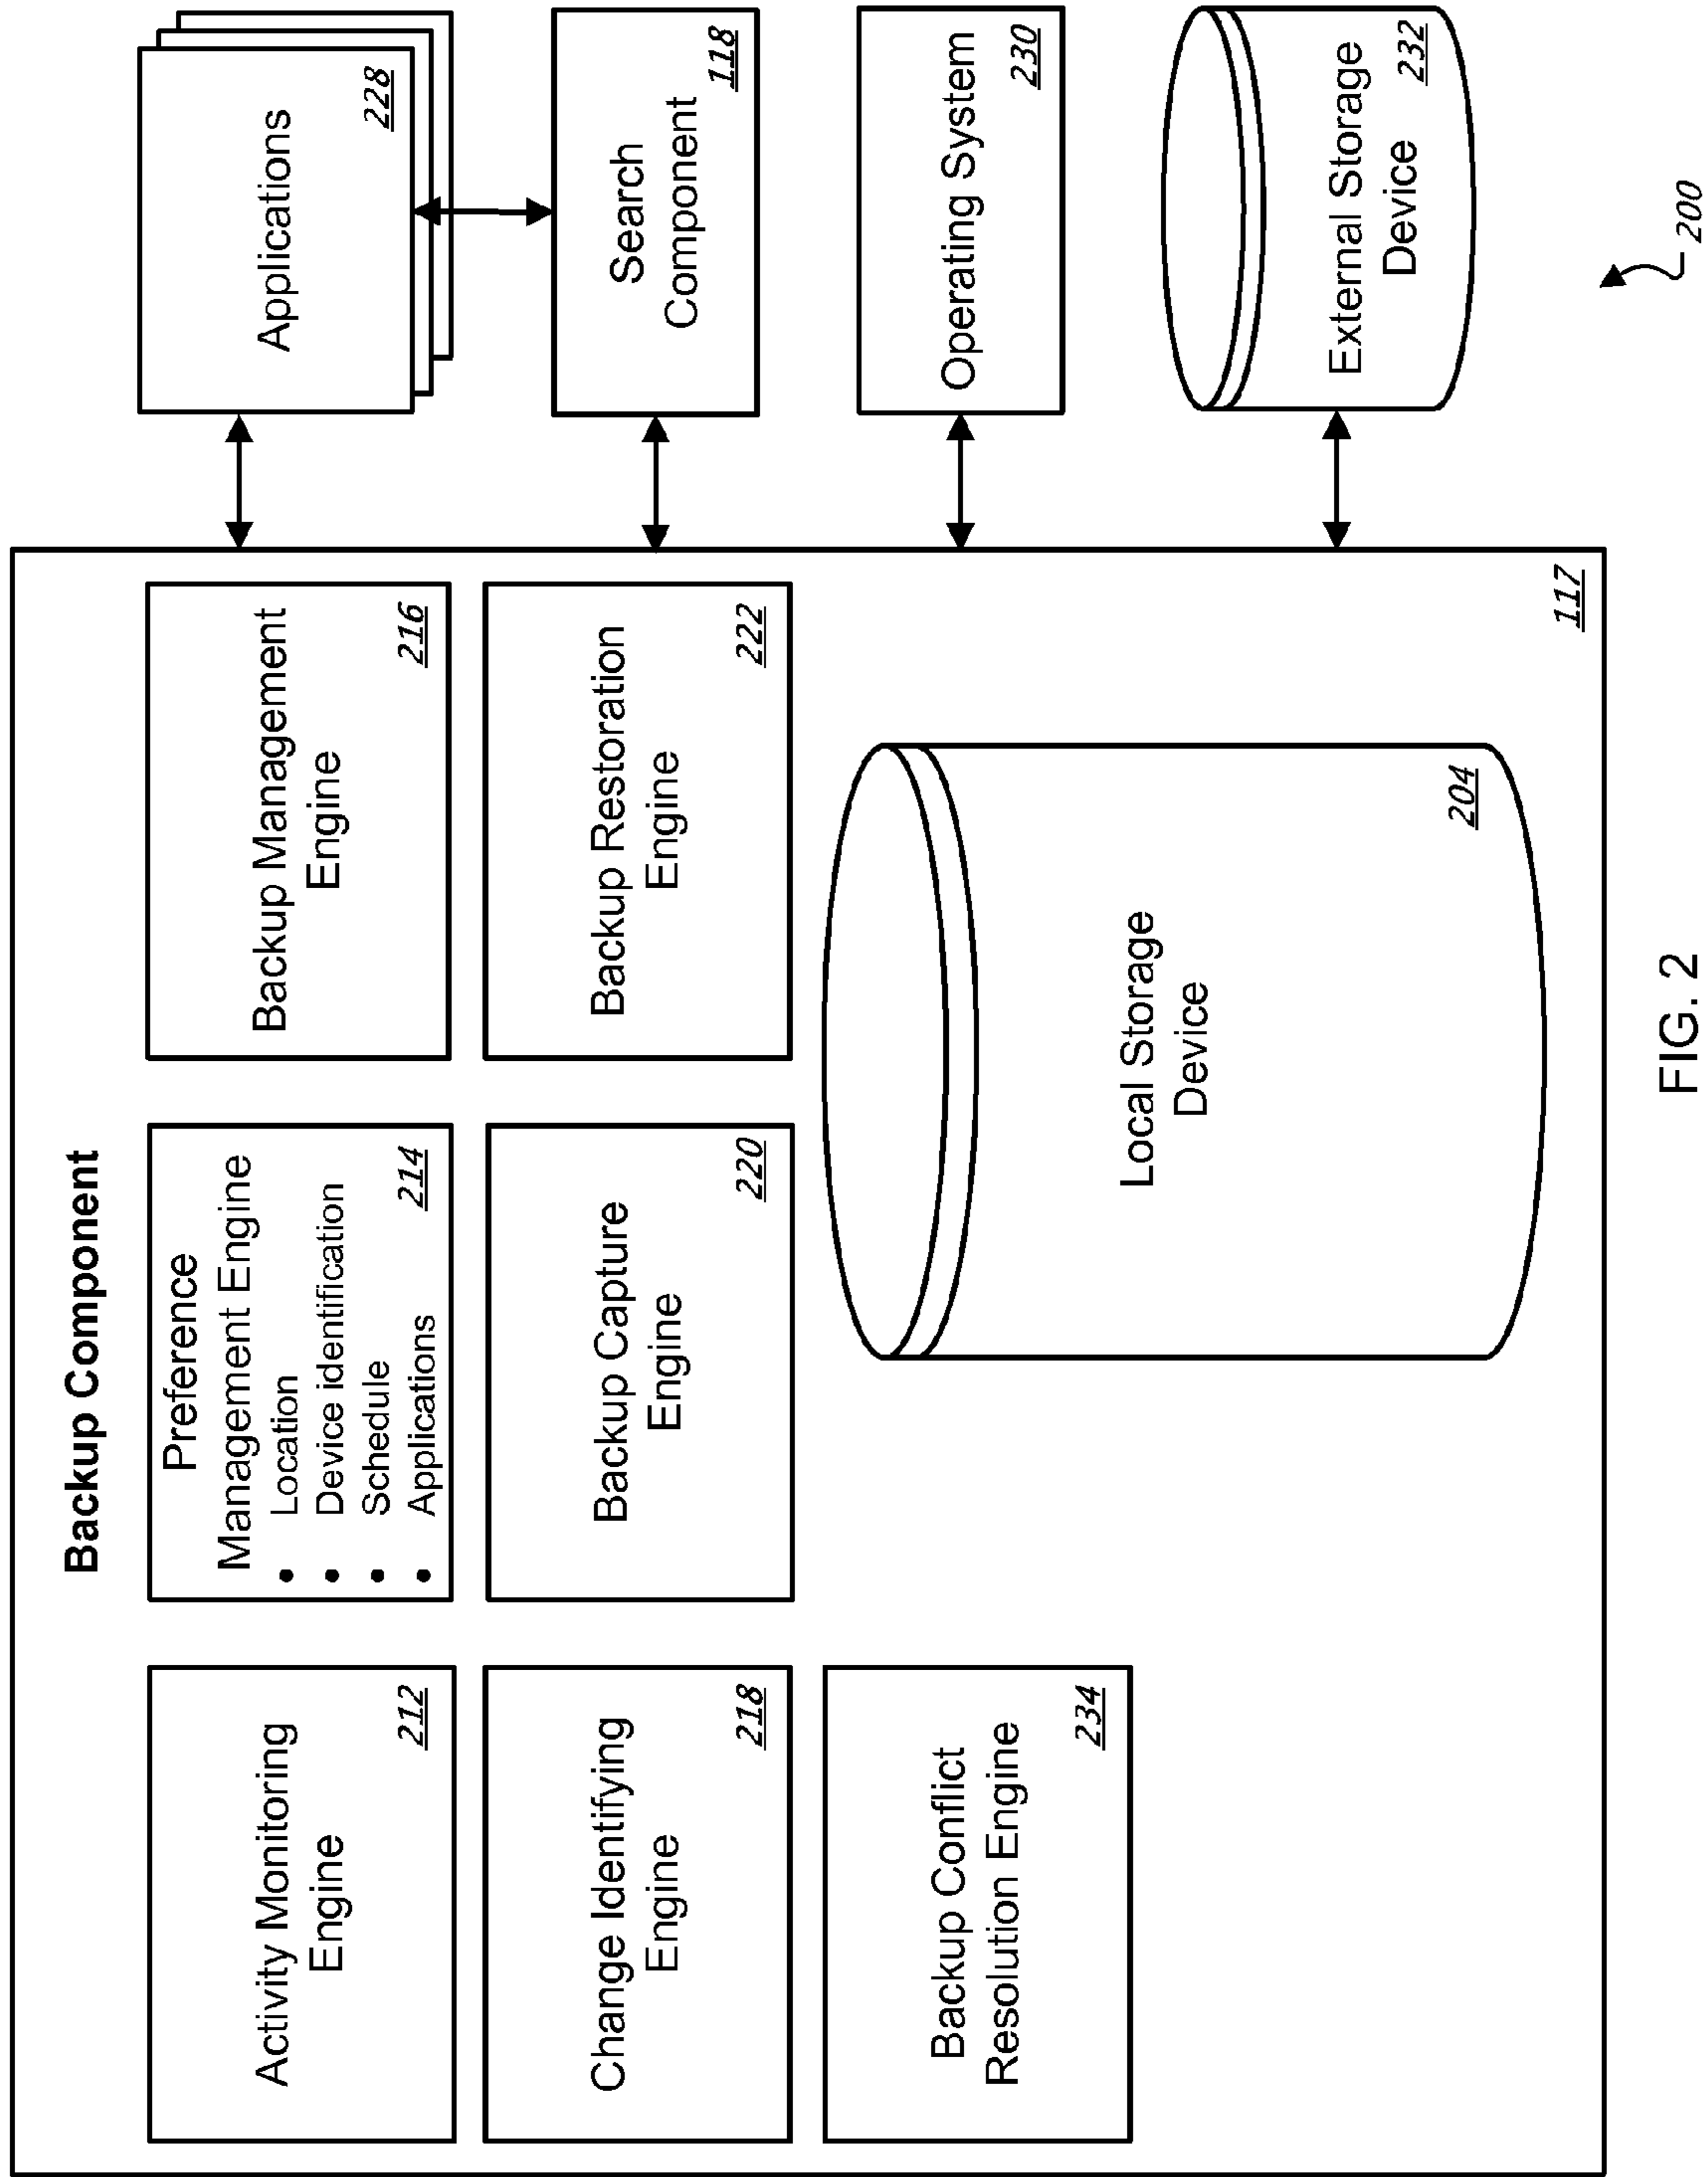 Backup Component
Activity Monitoring
Engine
212
Preference
Management Engine
• Location
• Device identification
• Schedule
• Applications
214
Backup Management
Engine
216
Change Identifying
Engine
218
Backup Capture
Engine
220
Backup Restoration
Engine
222
Backup Conflict
Resolution Engine
234
Local Storage
Device
204
117
Applications
228
Search
Component
118
Operating System
230
External Storage
Device
232
200
FIG. 2